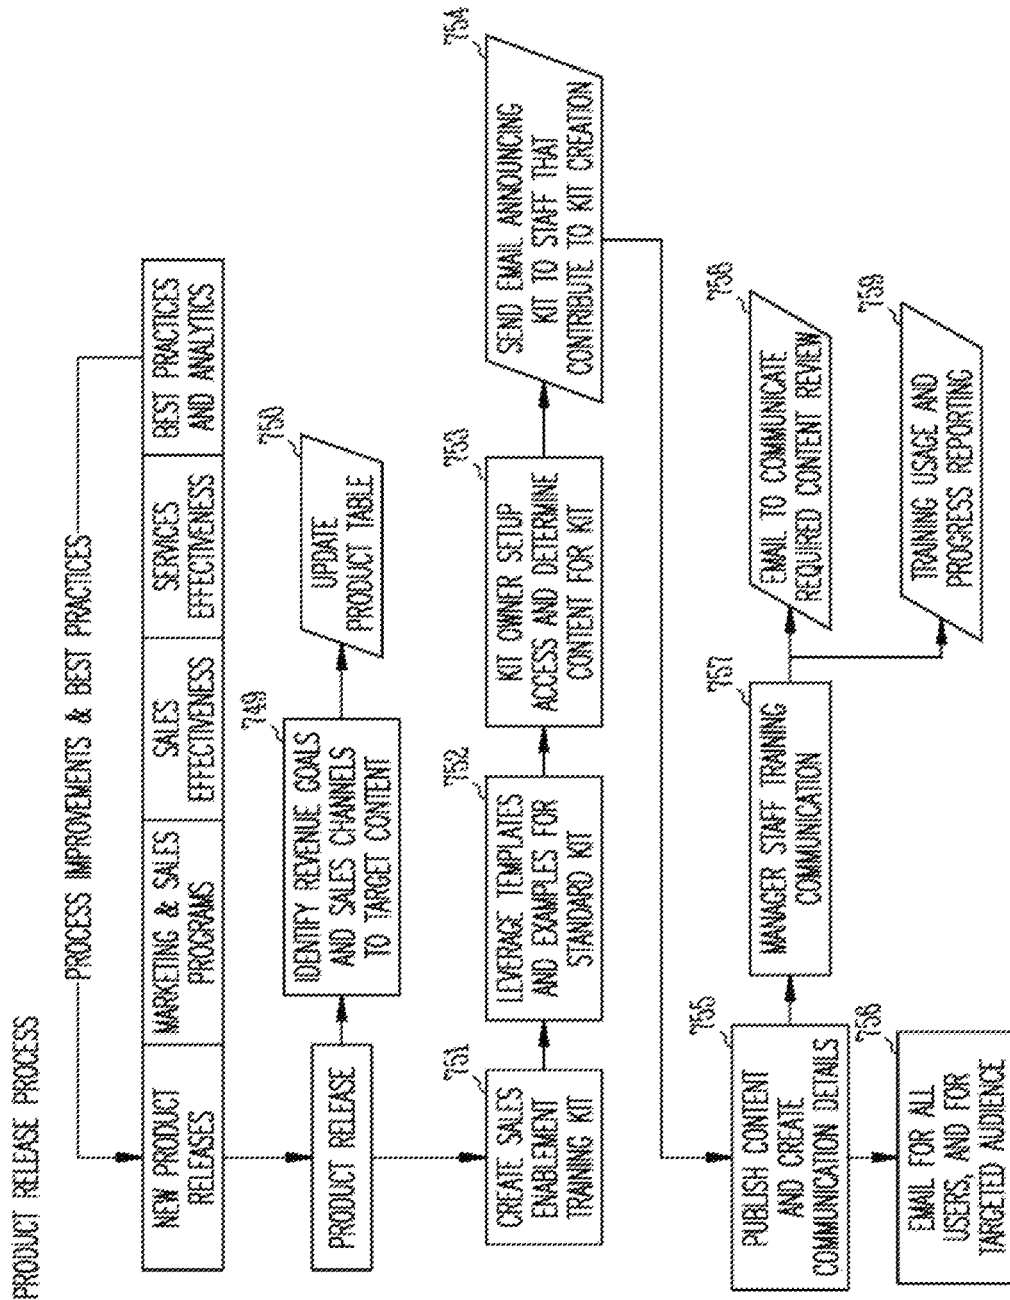 PRODUCT RELEASE PROCESS
PROCESS IMPROVEMENTS & BEST PRACTICES
NEW PRODUCT
RELEASES
MARKETING & SALES
PROGRAMS
SALES
EFFECTIVENESS
SERVICES
EFFECTIVENESS
BEST PRACTICES
AND ANALYTICS
PRODUCT RELEASE
749
IDENTIFY REVENUE GOALS
AND SALES CHANNELS
TO TARGET CONTENT
750
UPDATE
PRODUCT TABLE
751
CREATE SALES
ENABLEMENT
TRAINING KIT
752
LEVERAGE TEMPLATES
AND EXAMPLES FOR
STANDARD KIT
753
KIT OWNER SETUP
ACCESS AND DETERMINE
CONTENT FOR KIT
754
SEND EMAIL ANNOUNCING
KIT TO STAFF THAT
CONTRIBUTE TO KIT CREATION
755
PUBLISH CONTENT
AND CREATE
COMMUNICATION DETAILS
756
EMAIL FOR ALL
USERS, AND FOR
TARGETED AUDIENCE
757
MANAGER STAFF TRAINING
COMMUNICATION
758
EMAIL TO COMMUNICATE
REQUIRED CONTENT REVIEW
759
TRAINING USAGE AND
PROGRESS REPORTING